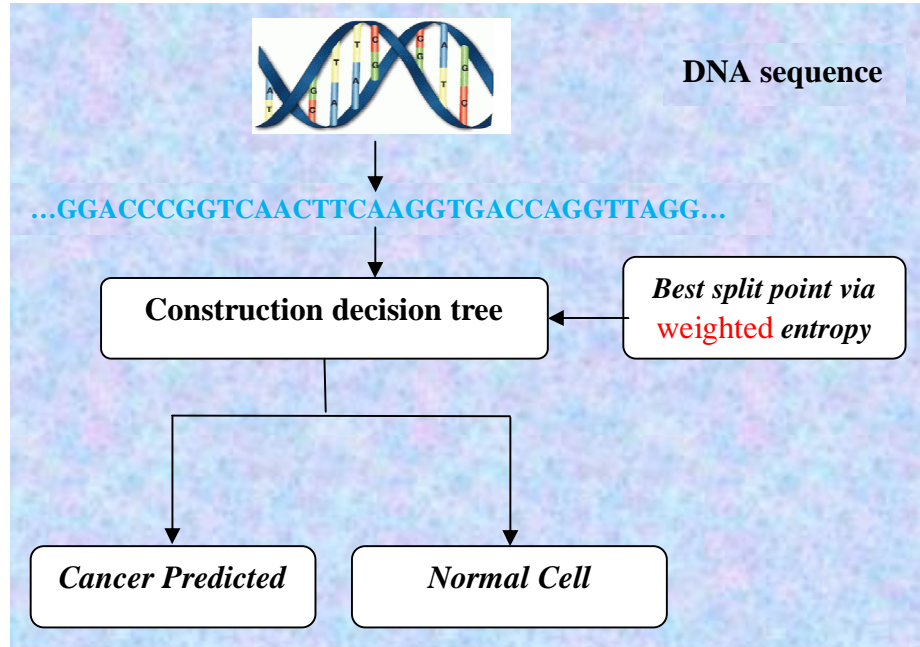 A T G C T A T A C G C G A T G C
DNA sequence
…GGACCCGGTCAACTTCAAGGTGACCAGGTTAGG…
Construction decision tree
Best split point via
weighted entropy
Cancer Predicted
Normal Cell